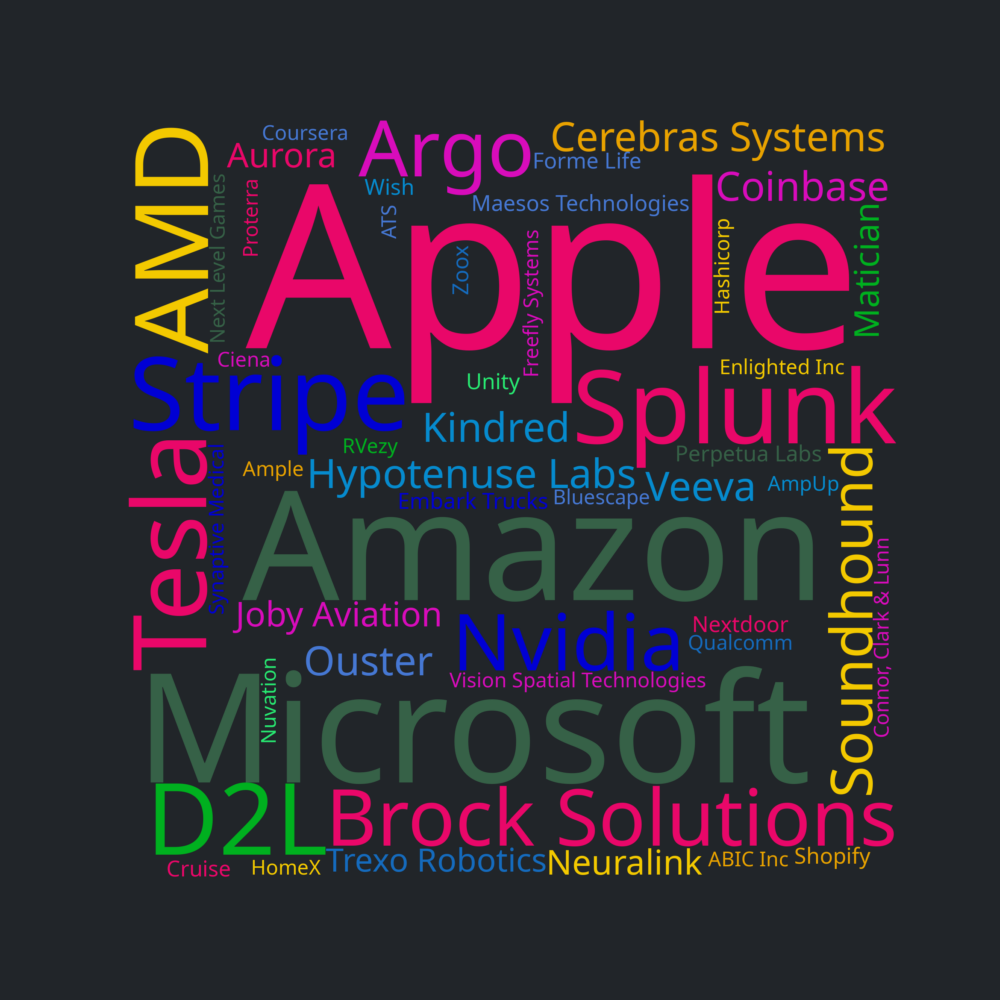 Coursera
Aurora
Argo
Cerebras Systems
Forme Life
AMD
Next Level Games
Proterra
Wish
ATS
Maesos Technologies
Coinbase
Apple
Zoox
Freefly Systems
Hashicorp
Matician
Ciena
Stripe
Unity
Enlighted Inc
Splunk
Kindred
RVezy
Perpetua Labs
Tesla
Synaptive Medical
Ample
Hypotenuse Labs
Veeva
AmpUp
Embark Trucks
Bluescape
Amazon
Soundhound
Connor, Clark & Lunn
Joby Aviation
Nvidia
Nextdoor
Qualcomm
Ouster
Vision Spatial Technologies
Nuvation
Microsoft
D2L
Brock Solutions
Cruise
HomeX
Trexo Robotics
Neuralink
ABIC Inc
Shopify